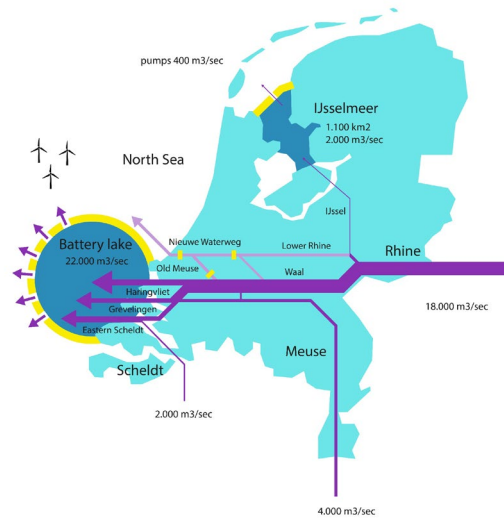 pumps 400 m3/sec
IJsselmeer
1.100 km2
2.000 m3/sec
North Sea
IJssel
Battery lake
22.000 m3/sec
Nieuwe Waterweg
Lower Rhine
Rhine
Old Meuse
Waal
Haringvliet
18.000 m3/sec
Grevelingen
Eastern Scheldt
Meuse
Scheldt
2.000 m3/sec
4.000 m3/sec